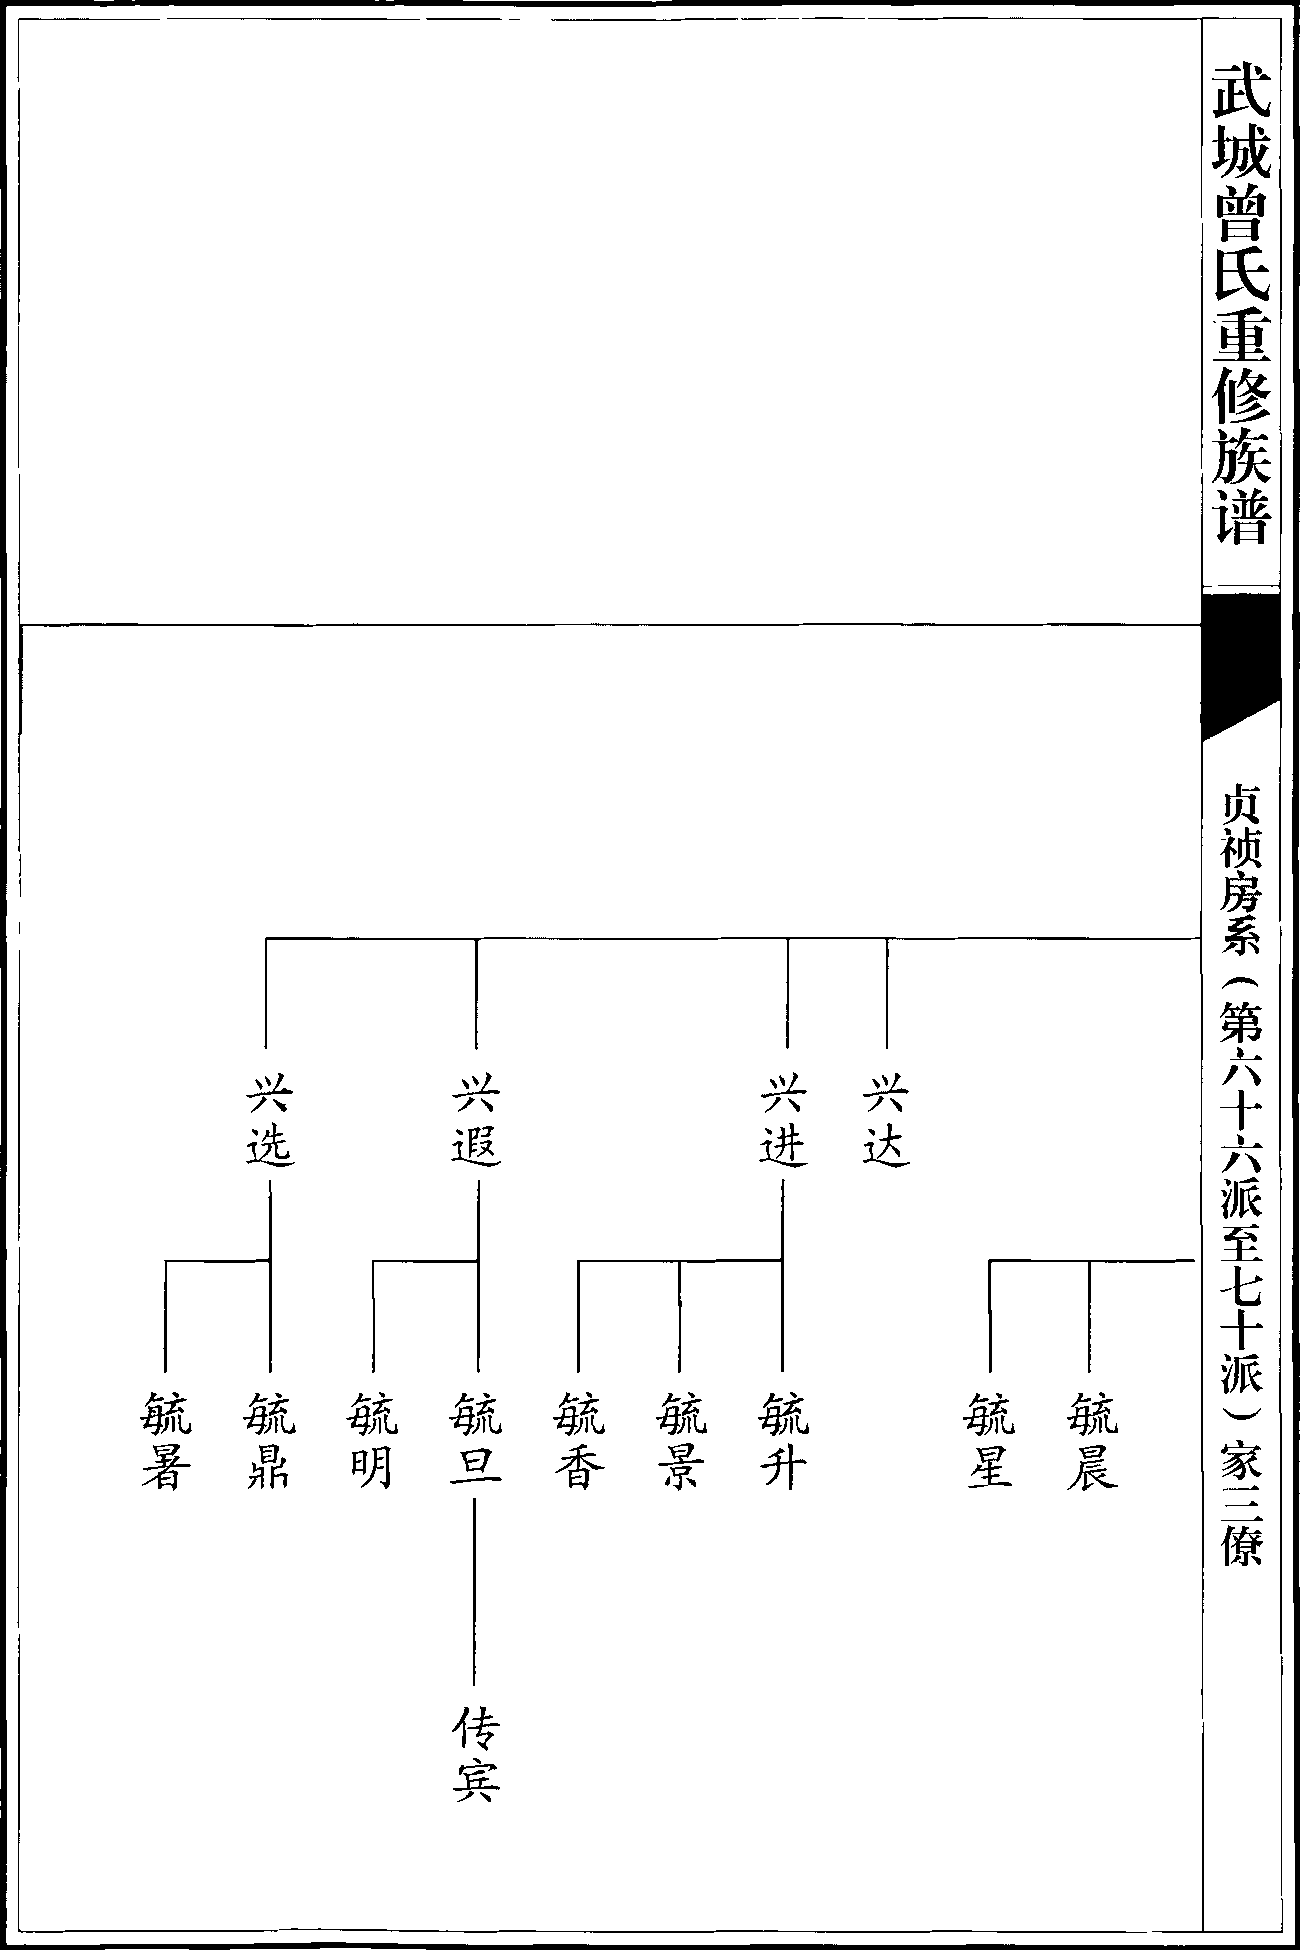 武城曾氏重修族谱
贞祯房系（第六十六派至七十派）家三僚
兴达
兴进
兴遐
兴选
毓晨
毓星
毓升
毓景
毓香
毓旦
毓明
毓鼎
毓暑
传宾